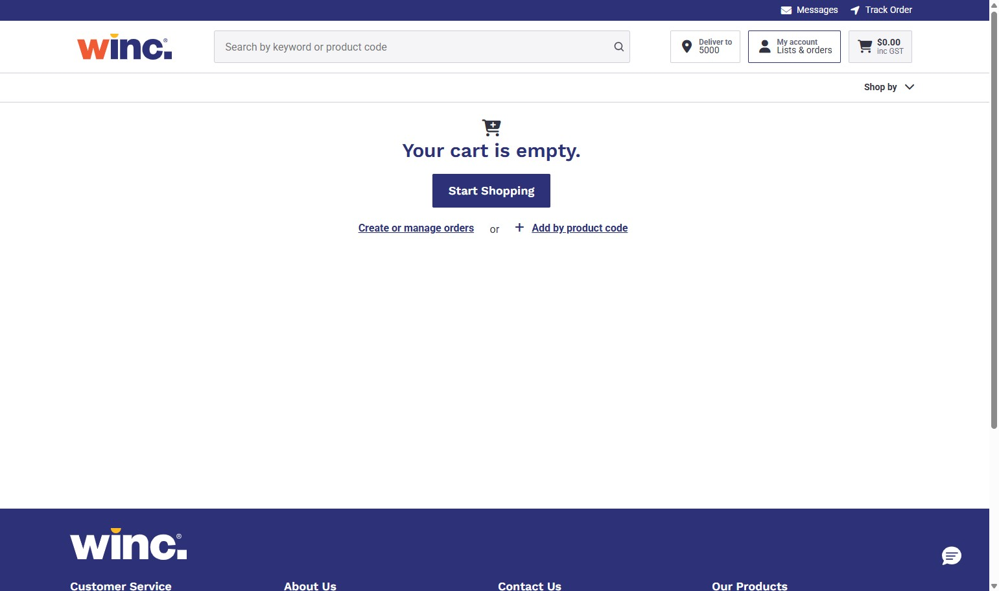 Messages
Track Order
winc.®
Search by keyword or product code
Deliver to
5000
My account
Lists & orders
$0.00
inc GST
Shop by
Your cart is empty.
Start Shopping
Create or manage orders or + Add by product code
winc.®
Customer Service
About Us
Contact Us
Our Products